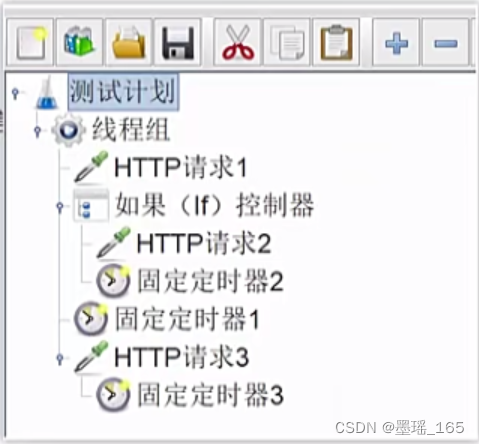 测试计划
线程组
HTTP请求1
如果（If）控制器
HTTP请求2
固定定时器2
固定定时器1
HTTP请求3
固定定时器3
CSDN @墨瑶_165